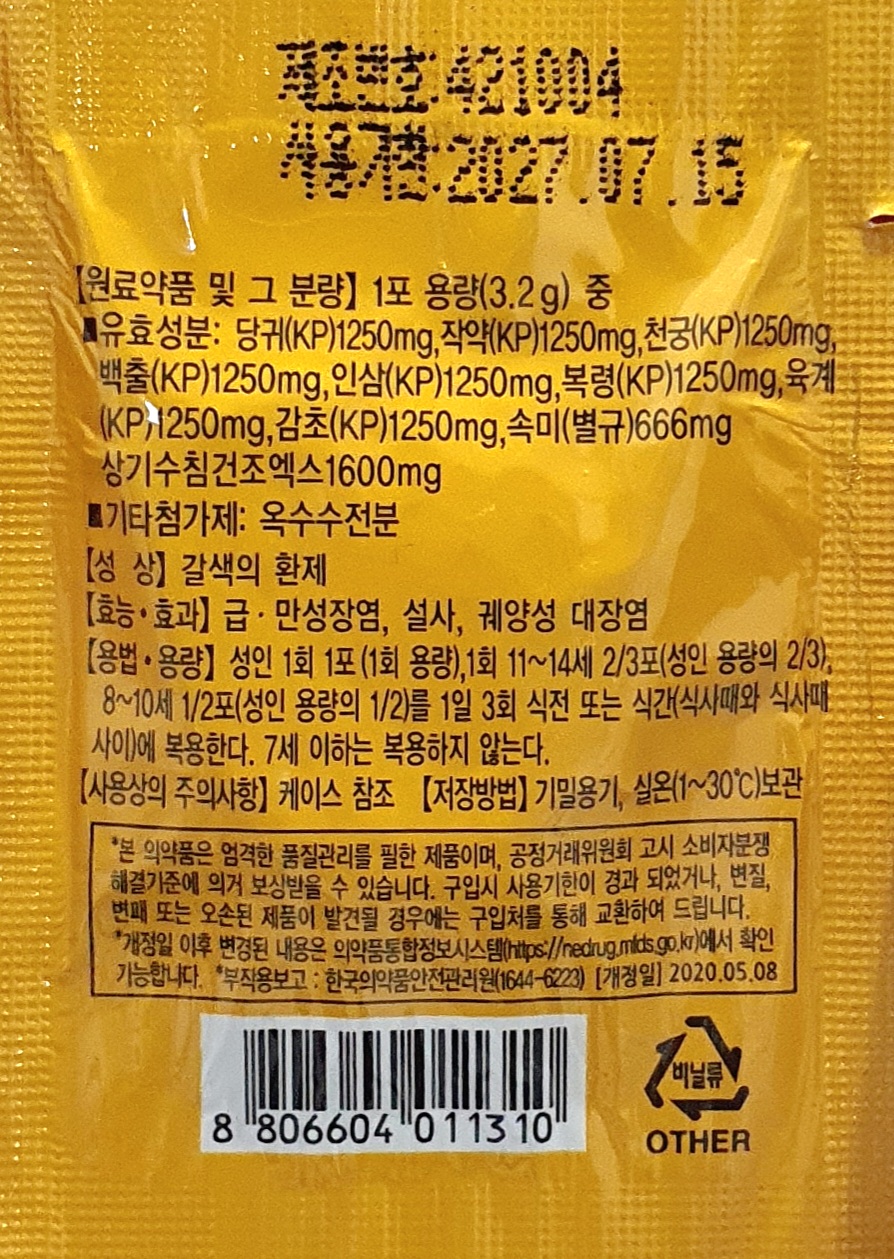 제조번호:421004
사용기한:2027.07.15
【원료약품 및 그 분량】 1포 용량(3.2g) 중
■유효성분: 당귀(KP)1250mg,작약(KP)1250mg,천궁(KP)1250mg,
백출(KP)1250mg,인삼(KP)1250mg,복령(KP)1250mg,육계
(KP)1250mg,감초(KP)1250mg,속미(별규)666mg
상기수침건조엑스1600mg
■기타첨가제: 옥수수전분
【성 상】 갈색의 환제
【효능·효과】 급·만성장염, 설사, 궤양성 대장염
【용법·용량】 성인 1회 1포(1회 용량),1회 11~14세 2/3포(성인 용량의 2/3),
8~10세 1/2포(성인 용량의 1/2)를 1일 3회 식전 또는 식간(식사때와 식사때
사이)에 복용한다. 7세 이하는 복용하지 않는다.
【사용상의 주의사항】 케이스 참조 【저장방법】 기밀용기, 실온(1~30℃)보관
*본 의약품은 엄격한 품질관리를 필한 제품이며, 공정거래위원회 고시 소비자분쟁
해결기준에 의거 보상받을 수 있습니다. 구입시 사용기한이 경과 되었거나, 변질,
변패 또는 오손된 제품이 발견될 경우에는 구입처를 통해 교환하여 드립니다.
*개정일 이후 변경된 내용은 의약품통합정보시스템(https://nedrug.mfds.go.kr)에서 확인
가능합니다. *부작용보고 : 한국의약품안전관리원(1644-6223) [개정일] 2020.05.08
비닐류
OTHER
8 806604 011310